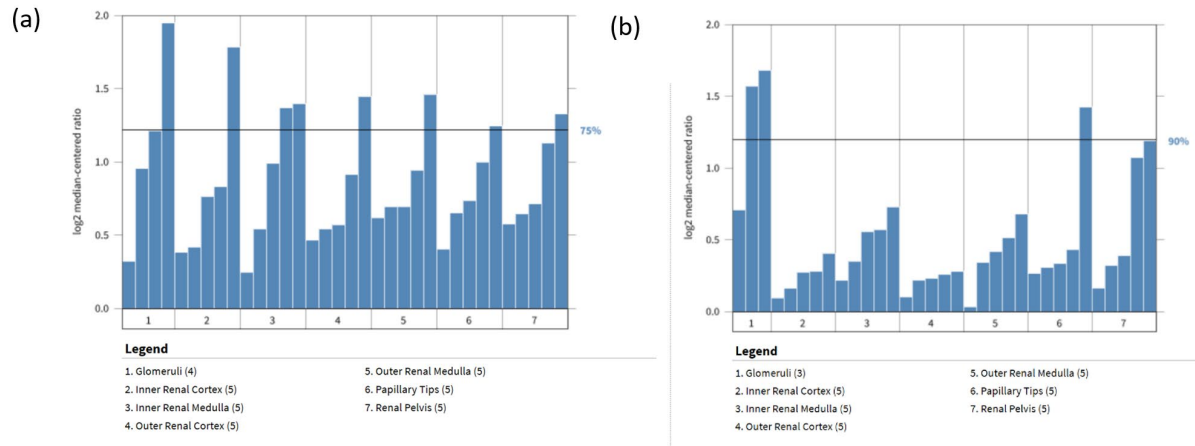 (a)
2.0
1.5
1.0
0.5
0.0
log2 median-centered ratio
75%
1 2 3 4 5 6 7
Legend
1. Glomeruli (4)
2. Inner Renal Cortex (5)
3. Inner Renal Medulla (5)
4. Outer Renal Cortex (5)
5. Outer Renal Medulla (5)
6. Papillary Tips (5)
7. Renal Pelvis (5)
(b)
2.0
1.5
1.0
0.5
0.0
log2 median-centered ratio
90%
1 2 3 4 5 6 7
Legend
1. Glomeruli (3)
2. Inner Renal Cortex (5)
3. Inner Renal Medulla (5)
4. Outer Renal Cortex (5)
5. Outer Renal Medulla (5)
6. Papillary Tips (5)
7. Renal Pelvis (5)